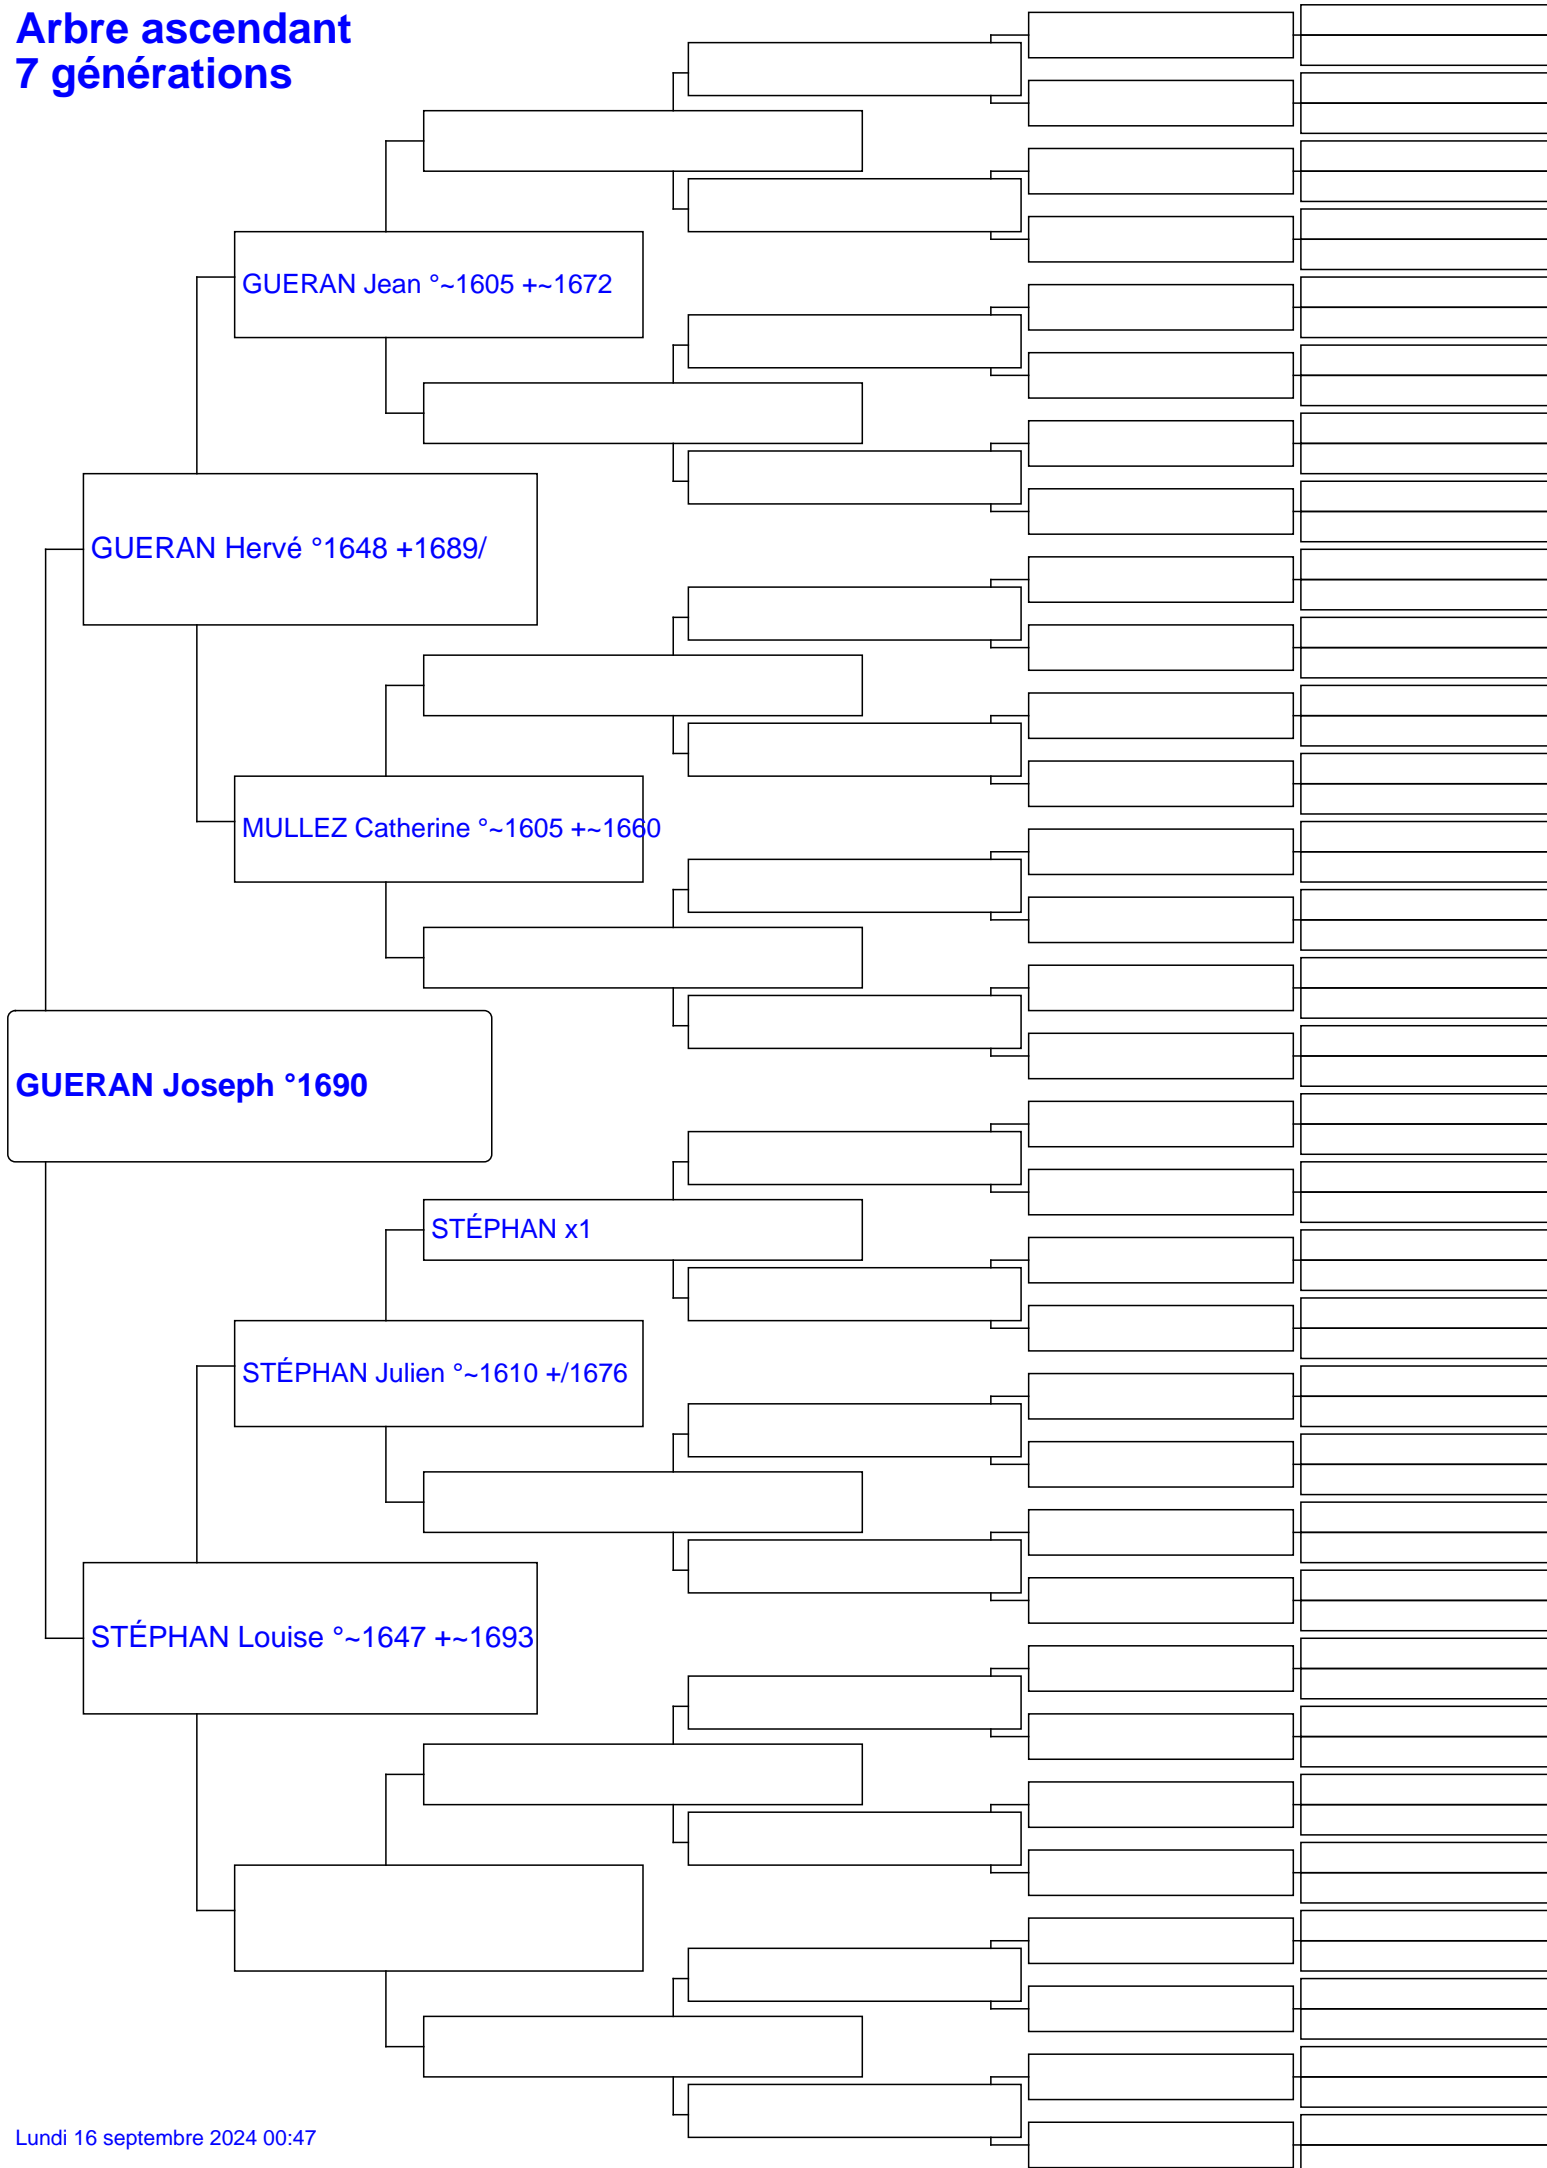 Arbre ascendant
7 générations
GUERAN Jean °~1605 +~1672
GUERAN Hervé °1648 +1689/
MULLEZ Catherine °~1605 +~1660
GUERAN Joseph °1690
STÉPHAN x1
STÉPHAN Julien °~1610 +/1676
STÉPHAN Louise °~1647 +~1693
Lundi 16 septembre 2024 00:47